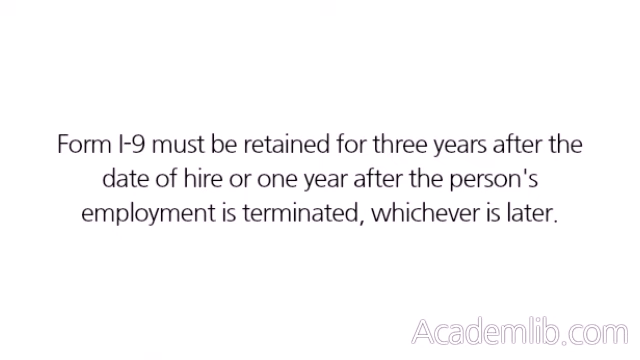 Form I-9 must be retained for three years after the
date of hire or one year after the person's
employment is terminated, whichever is later.
Academlib.com